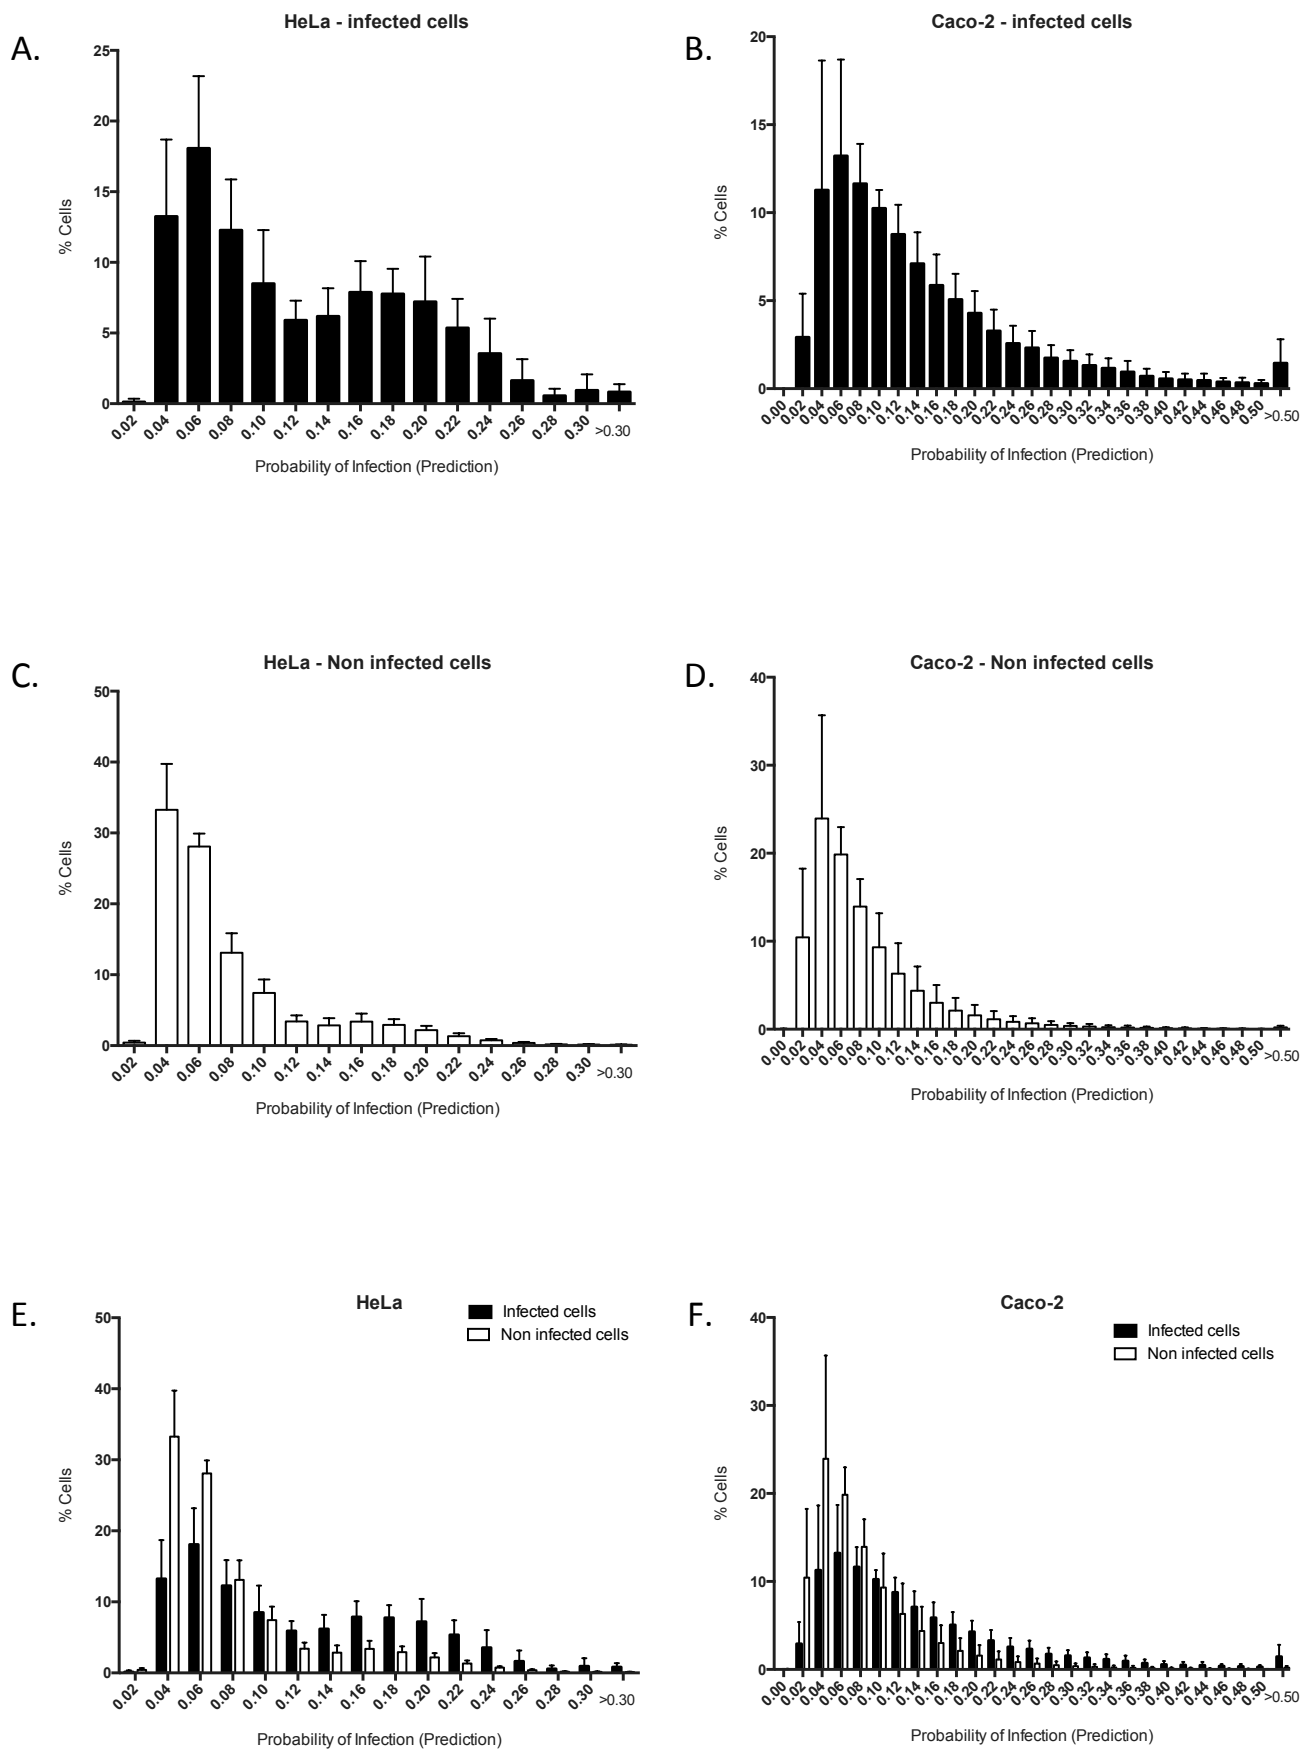 A.
HeLa - infected cells
25
20
15
10
5
0
% Cells
0.02 0.04 0.06 0.08 0.10 0.12 0.14 0.16 0.18 0.20 0.22 0.24 0.26 0.28 0.30 >0.30
Probability of Infection (Prediction)
B.
Caco-2 - infected cells
20
15
10
5
0
% Cells
0.00 0.02 0.04 0.06 0.08 0.10 0.12 0.14 0.16 0.18 0.20 0.22 0.24 0.26 0.28 0.30 0.32 0.34 0.36 0.38 0.40 0.42 0.44 0.46 0.48 0.50 >0.50
Probability of Infection (Prediction)
C.
HeLa - Non infected cells
50
40
30
20
10
0
% Cells
0.02 0.04 0.06 0.08 0.10 0.12 0.14 0.16 0.18 0.20 0.22 0.24 0.26 0.28 0.30 >0.30
Probability of Infection (Prediction)
D.
Caco-2 - Non infected cells
40
30
20
10
0
% Cells
0.00 0.02 0.04 0.06 0.08 0.10 0.12 0.14 0.16 0.18 0.20 0.22 0.24 0.26 0.28 0.30 0.32 0.34 0.36 0.38 0.40 0.42 0.44 0.46 0.48 0.50 >0.50
Probability of Infection (Prediction)
E.
HeLa
Infected cells
Non infected cells
50
40
30
20
10
0
% Cells
0.02 0.04 0.06 0.08 0.10 0.12 0.14 0.16 0.18 0.20 0.22 0.24 0.26 0.28 0.30 >0.30
Probability of Infection (Prediction)
F.
Caco-2
Infected cells
Non infected cells
40
30
20
10
0
% Cells
0.00 0.02 0.04 0.06 0.08 0.10 0.12 0.14 0.16 0.18 0.20 0.22 0.24 0.26 0.28 0.30 0.32 0.34 0.36 0.38 0.40 0.42 0.44 0.46 0.48 0.50 >0.50
Probability of Infection (Prediction)